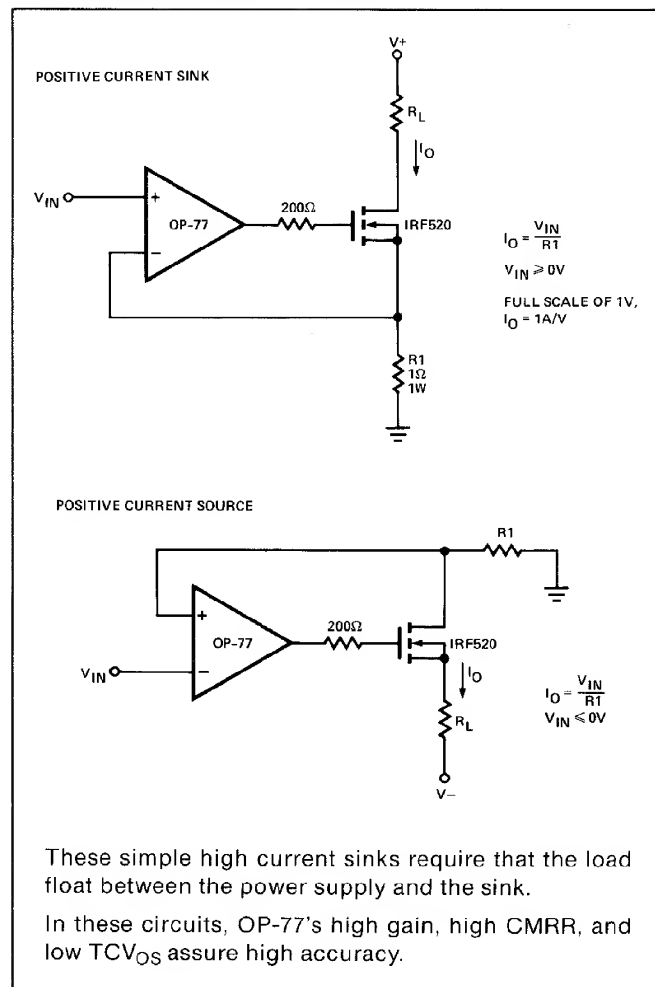 POSITIVE CURRENT SINK
V+
RL
IO
VIN
+
OP-77
−
200Ω
IRF520
IO = VIN/R1
VIN ⩾ 0V
FULL SCALE OF 1V,
IO = 1A/V
R1
1Ω
1W
POSITIVE CURRENT SOURCE
R1
+
OP-77
200Ω
IRF520
VIN
−
IO
RL
IO = VIN/R1
VIN ⩽ 0V
V−
These simple high current sinks require that the load
float between the power supply and the sink.
In these circuits, OP-77's high gain, high CMRR, and
low TCVOS assure high accuracy.